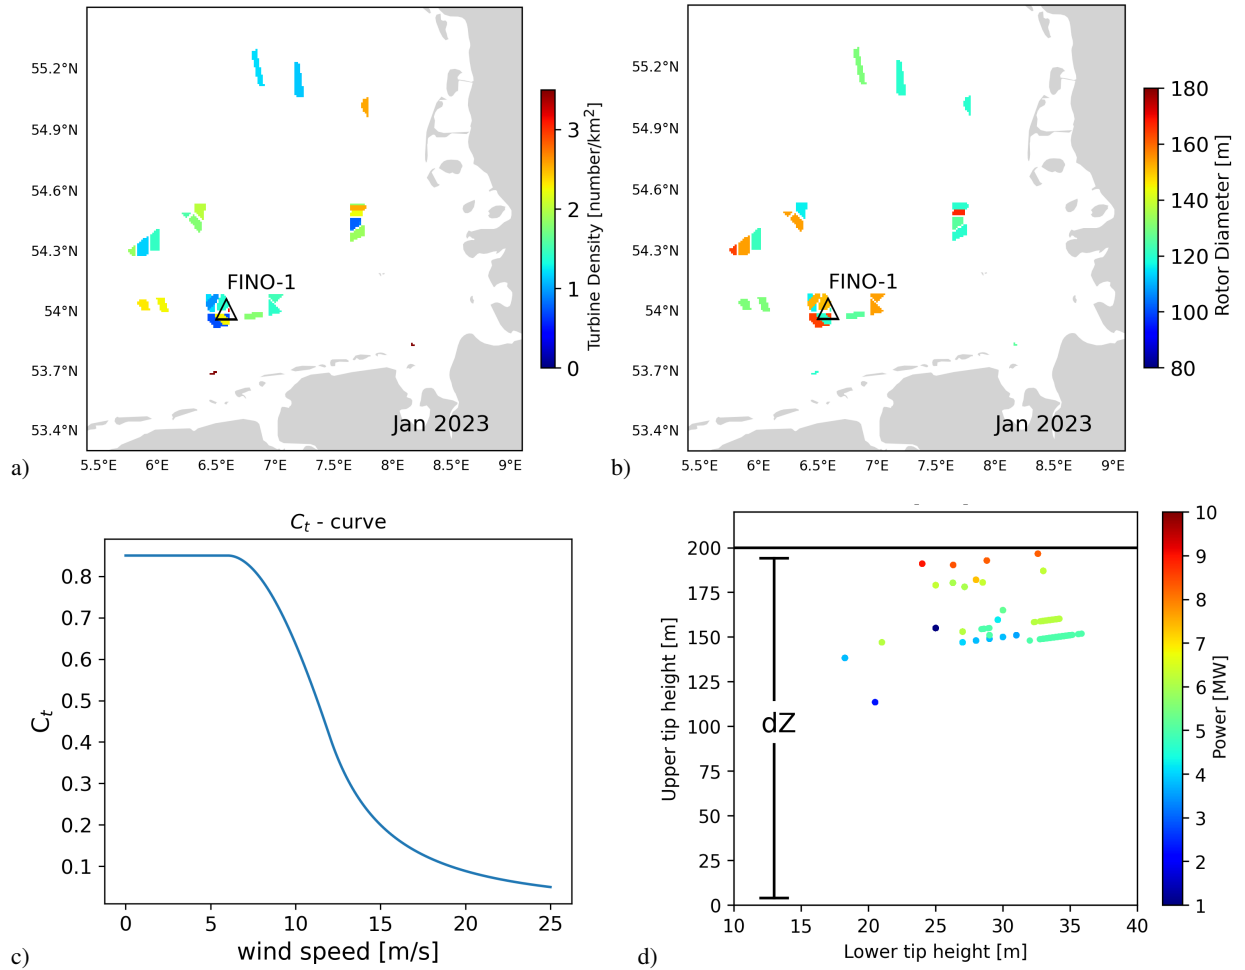 55.2°N
54.9°N
54.6°N
54.3°N
54°N
53.7°N
53.4°N
FINO-1
Jan 2023
5.5°E 6°E 6.5°E 7°E 7.5°E 8°E 8.5°E 9°E
3
2
1
0
Turbine Density [number/km²]
a)
55.2°N
54.9°N
54.6°N
54.3°N
54°N
53.7°N
53.4°N
FINO-1
Jan 2023
5.5°E 6°E 6.5°E 7°E 7.5°E 8°E 8.5°E 9°E
180
160
140
120
100
80
Rotor Diameter [m]
b)
Cₜ - curve
0.8
0.7
0.6
0.5
0.4
0.3
0.2
0.1
Cₜ
0 5 10 15 20 25
wind speed [m/s]
c)
200
175
150
125
100
75
50
25
0
Upper tip height [m]
dZ
10 15 20 25 30 35 40
Lower tip height [m]
10
9
8
7
6
5
4
3
2
1
Power [MW]
d)